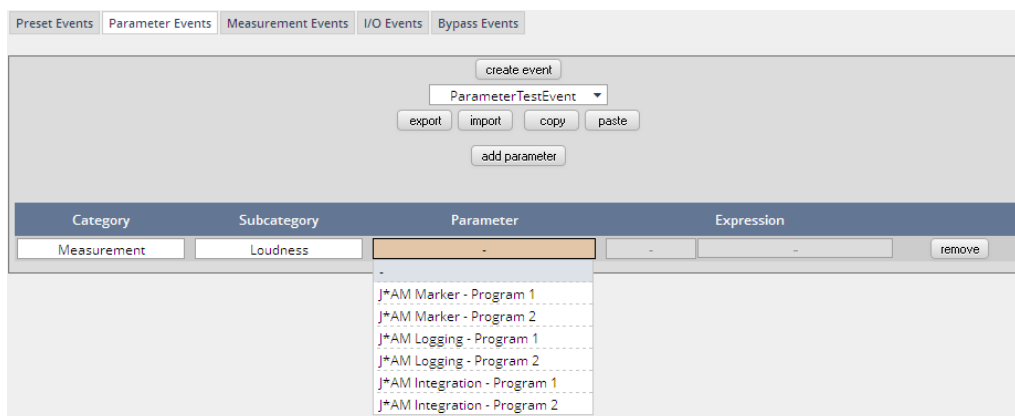 Preset Events Parameter Events Measurement Events I/O Events Bypass Events
create event
ParameterTestEvent
export import copy paste
add parameter
Category Subcategory Parameter Expression
Measurement Loudness - - - remove
-
J*AM Marker - Program 1
J*AM Marker - Program 2
J*AM Logging - Program 1
J*AM Logging - Program 2
J*AM Integration - Program 1
J*AM Integration - Program 2